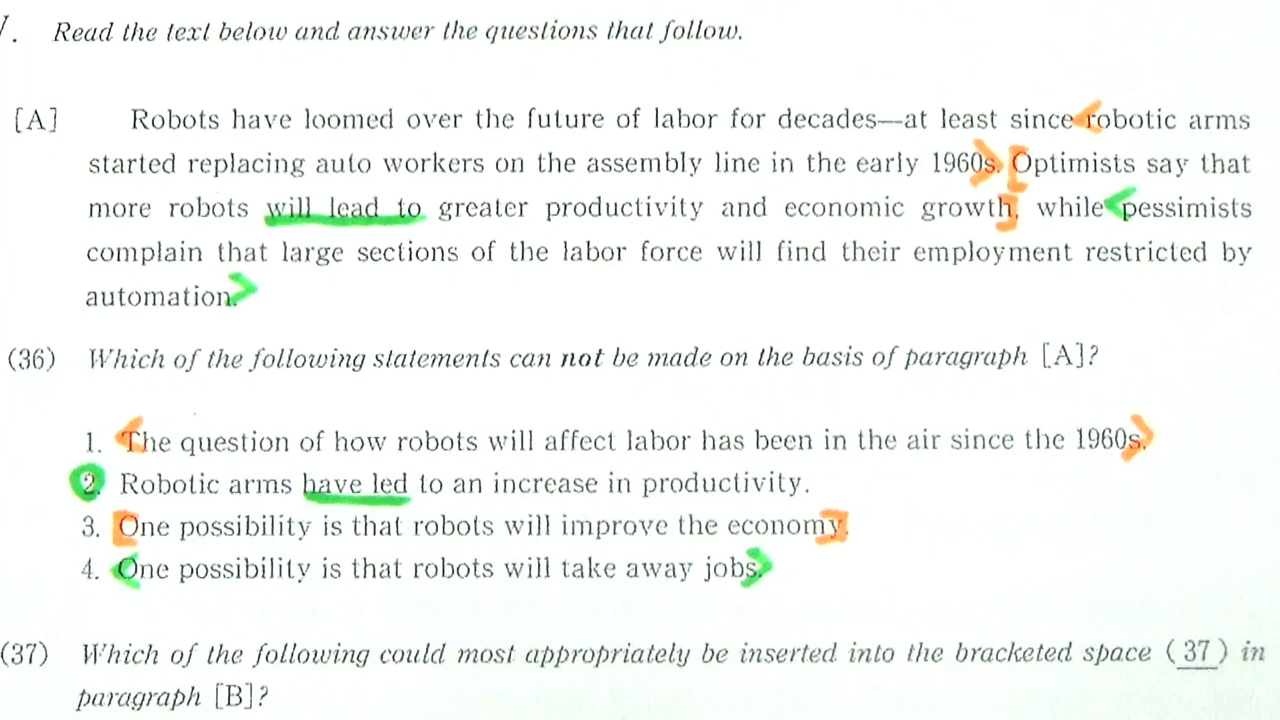 . Read the text below and answer the questions that follow.
[A] Robots have loomed over the future of labor for decades—at least since robotic arms
started replacing auto workers on the assembly line in the early 1960s. Optimists say that
more robots will lead to greater productivity and economic growth, while pessimists
complain that large sections of the labor force will find their employment restricted by
automation.
(36) Which of the following statements can not be made on the basis of paragraph [A]?
1. The question of how robots will affect labor has been in the air since the 1960s.
2. Robotic arms have led to an increase in productivity.
3. One possibility is that robots will improve the economy.
4. One possibility is that robots will take away jobs.
(37) Which of the following could most appropriately be inserted into the bracketed space ( 37 ) in
paragraph [B]?